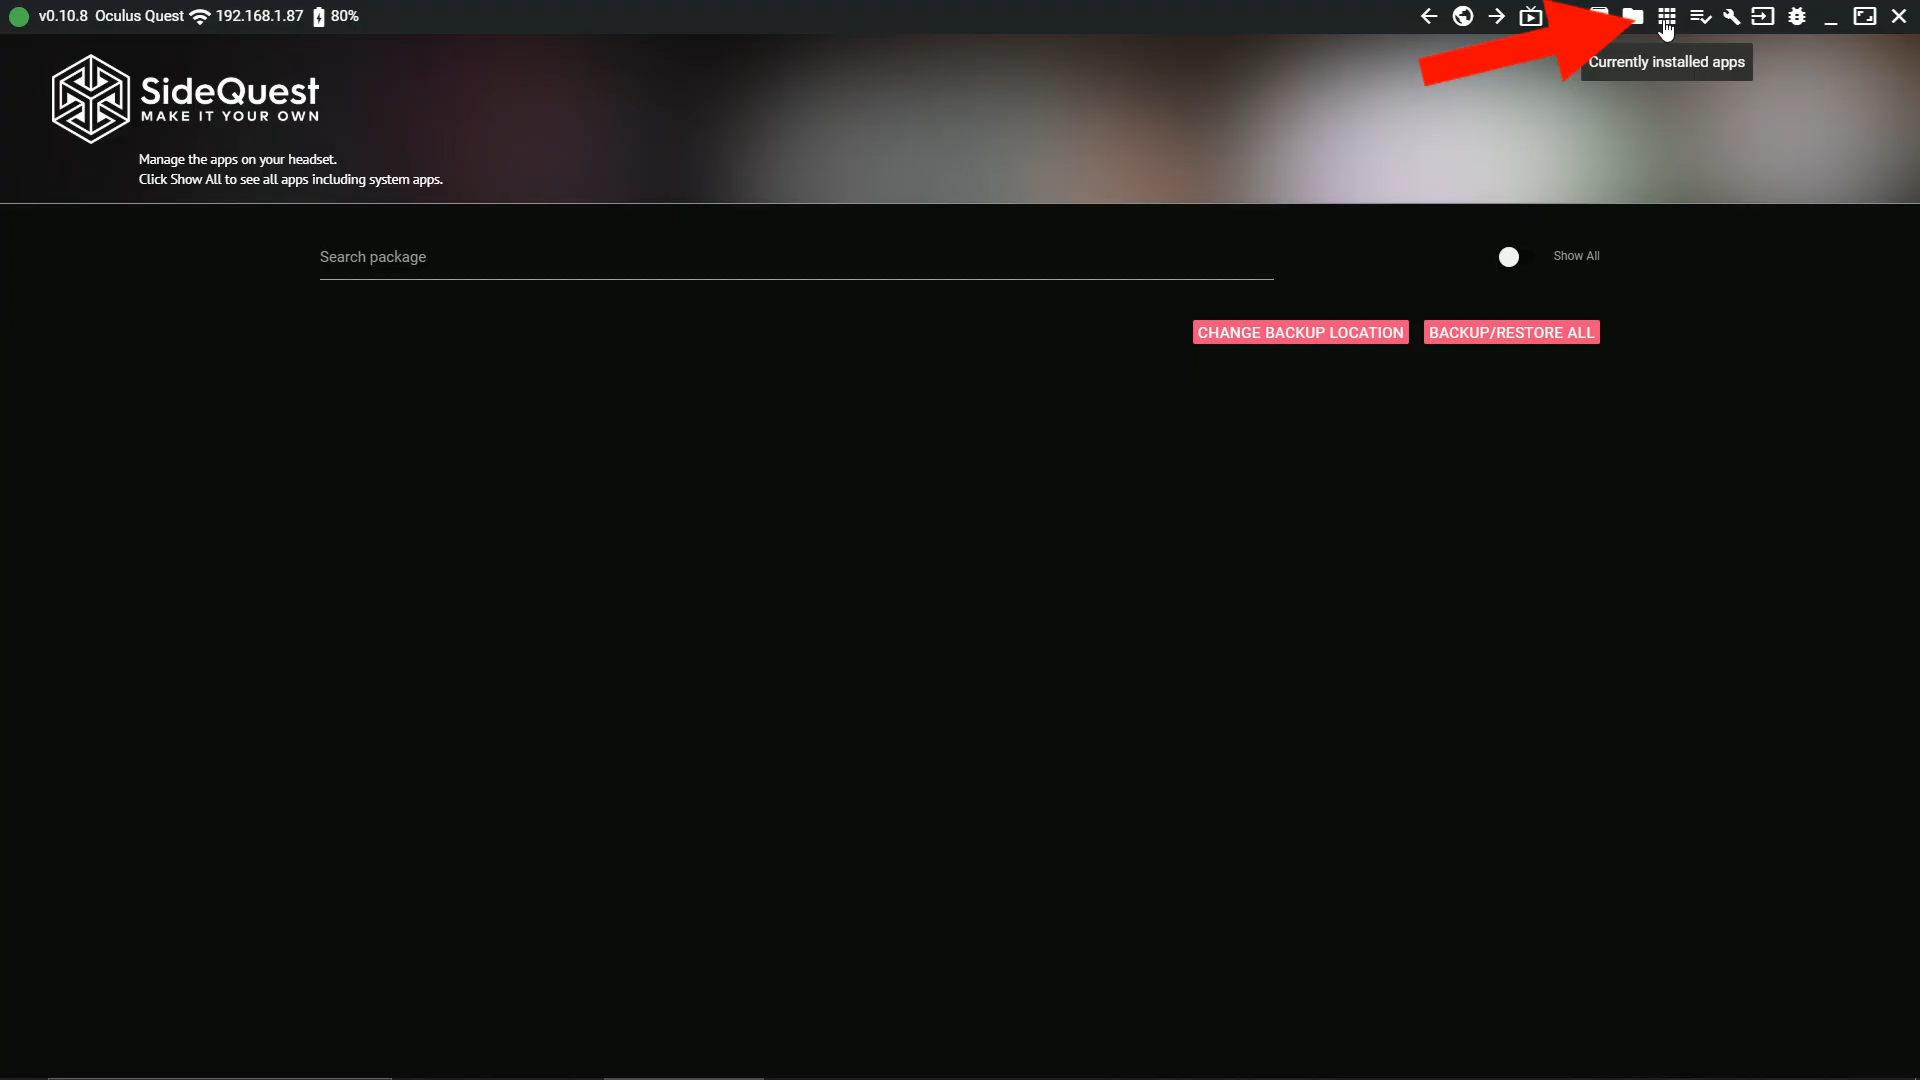 v0.10.8 Oculus Quest 192.168.1.87 80%
Currently installed apps
SideQuest
MAKE IT YOUR OWN
Manage the apps on your headset.
Click Show All to see all apps including system apps.
Search package
Show All
CHANGE BACKUP LOCATION
BACKUP/RESTORE ALL